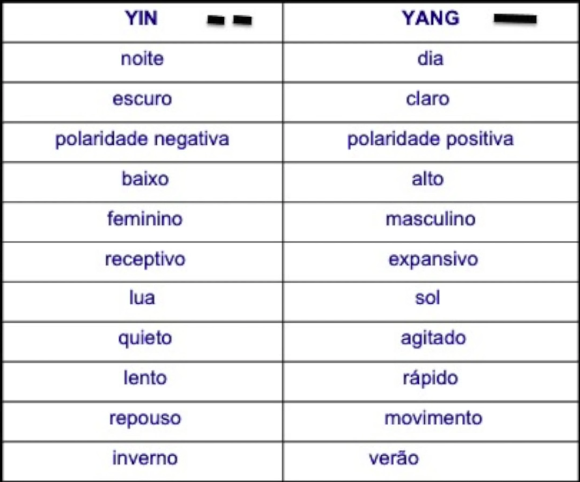 YIN YANG
noite dia
escuro claro
polaridade negativa polaridade positiva
baixo alto
feminino masculino
receptivo expansivo
lua sol
quieto agitado
lento rápido
repouso movimento
inverno verão